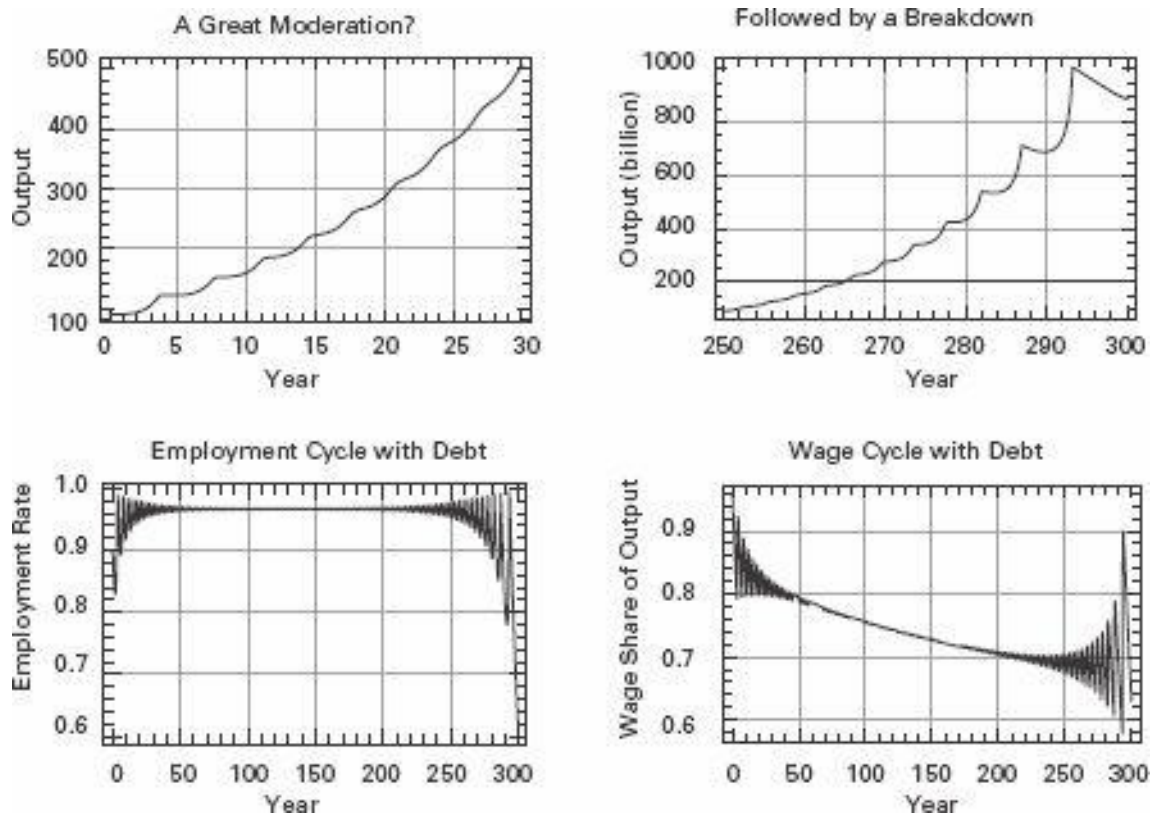 A Great Moderation?
500
400
300
200
100
Output
0 5 10 15 20 25 30
Year
Followed by a Breakdown
1000
800
600
400
200
Output (billion)
250 260 270 280 290 300
Year
Employment Cycle with Debt
1.0
0.9
0.8
0.7
0.6
Employment Rate
0 50 100 150 200 250 300
Year
Wage Cycle with Debt
0.9
0.8
0.7
0.6
Wage Share of Output
0 50 100 150 200 250 300
Year